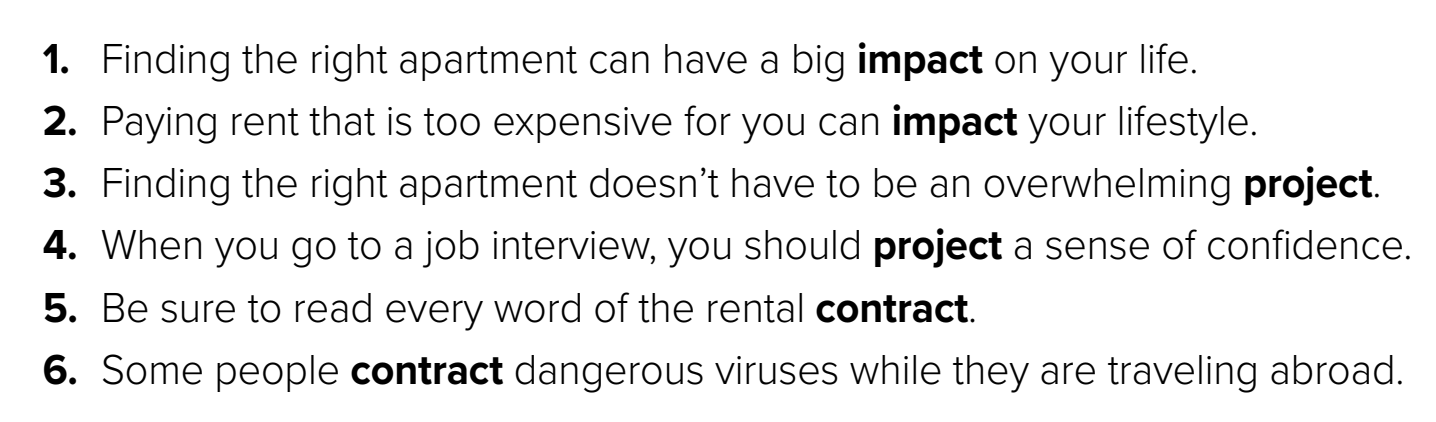 1. Finding the right apartment can have a big impact on your life.
2. Paying rent that is too expensive for you can impact your lifestyle.
3. Finding the right apartment doesn’t have to be an overwhelming project.
4. When you go to a job interview, you should project a sense of confidence.
5. Be sure to read every word of the rental contract.
6. Some people contract dangerous viruses while they are traveling abroad.